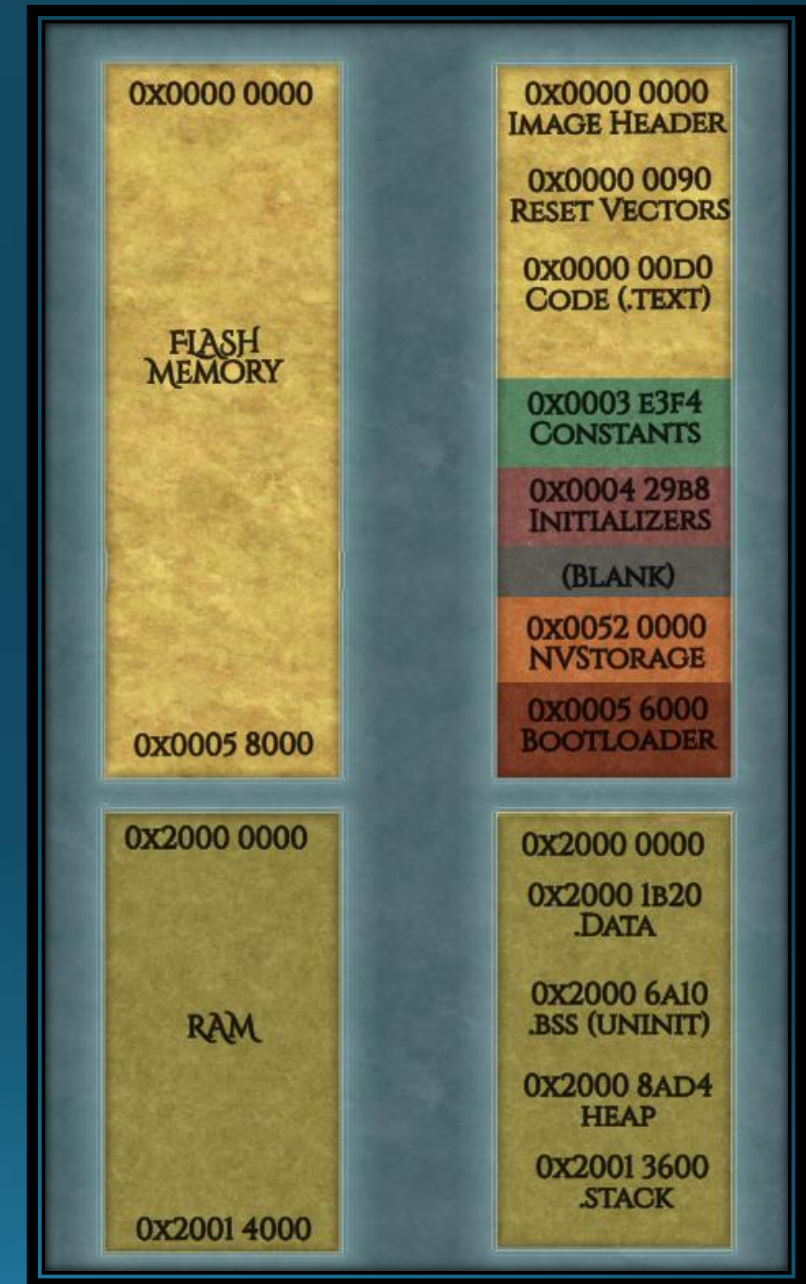 0x0000 0000
FLASH
MEMORY
0x0005 8000
0x2000 0000
RAM
0x2001 4000
0x0000 0000
IMAGE HEADER
0x0000 0090
RESET VECTORS
0x0000 00D0
CODE (.TEXT)
0x0003 E3F4
CONSTANTS
0x0004 29B8
INITIALIZERS
(BLANK)
0x0052 0000
NVSTORAGE
0x0005 6000
BOOTLOADER
0x2000 0000
0x2000 1B20
.DATA
0x2000 6A10
.BSS (UNINIT)
0x2000 8AD4
HEAP
0x2001 3600
.STACK